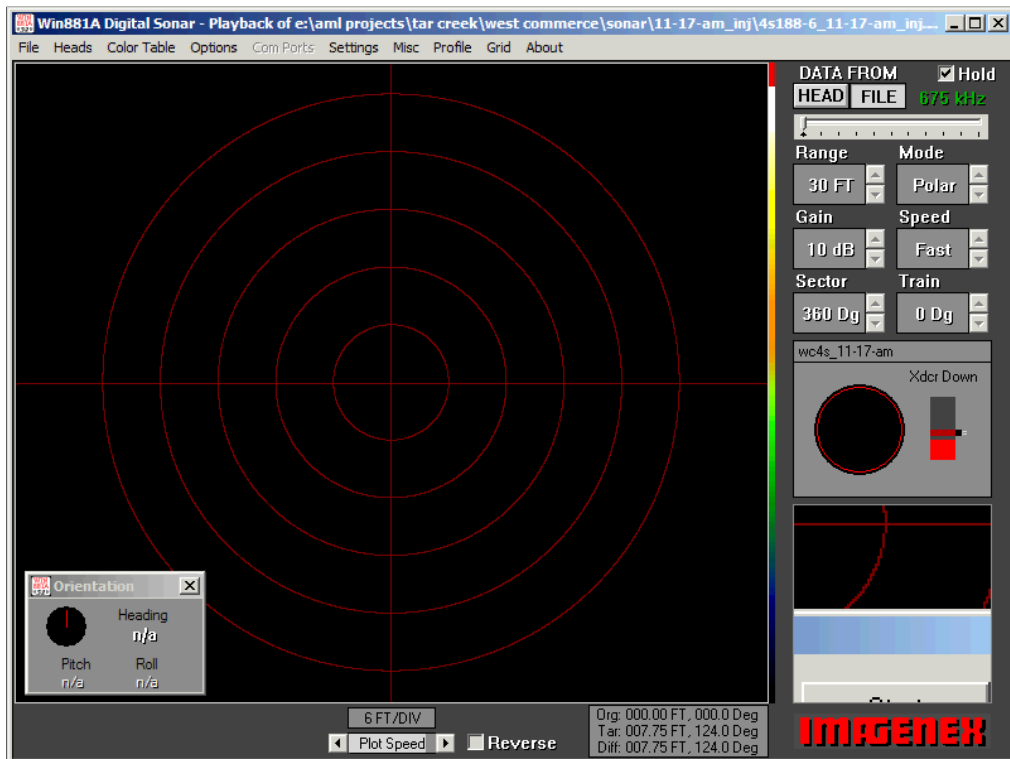 Win881A Digital Sonar - Playback of e:\aml projects\tar creek\west commerce\sonar\11-17-am_inj\4s188-6_11-17-am_inj....
File Heads Color Table Options Com Ports Settings Misc Profile Grid About
DATA FROM Hold
HEAD FILE 675 kHz
Range Mode
30 FT Polar
Gain Speed
10 dB Fast
Sector Train
360 Dg 0 Dg
wc4s_11-17-am
Xdcr Down
Orientation
Heading
n/a
Pitch Roll
n/a n/a
6 FT/DIV
Plot Speed Reverse
Org: 000.00 FT, 000.0 Deg
Tar: 007.75 FT, 124.0 Deg
Diff: 007.75 FT, 124.0 Deg
IMAGENEX